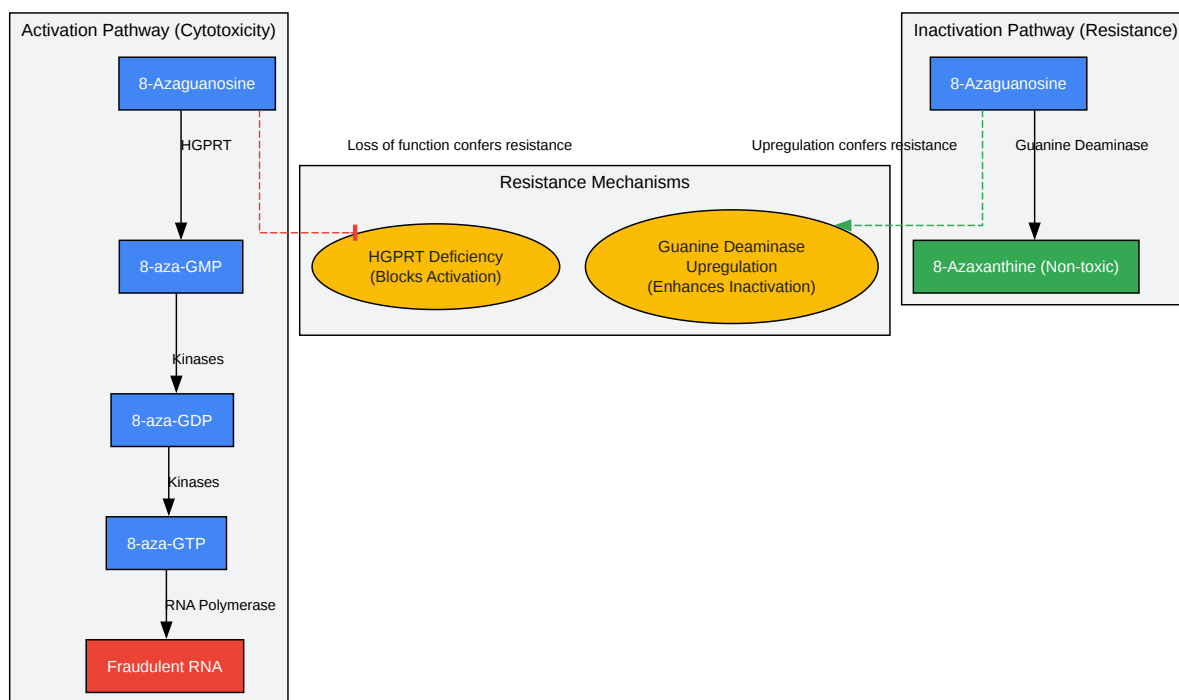 Activation Pathway (Cytotoxicity)
8-Azaguanosine
HGPRT
8-aza-GMP
Kinases
8-aza-GDP
Kinases
8-aza-GTP
RNA Polymerase
Fraudulent RNA
Loss of function confers resistance
Resistance Mechanisms
HGPRT Deficiency
(Blocks Activation)
Guanine Deaminase
Upregulation
(Enhances Inactivation)
Inactivation Pathway (Resistance)
8-Azaguanosine
Upregulation confers resistance
Guanine Deaminase
8-Azaxanthine (Non-toxic)